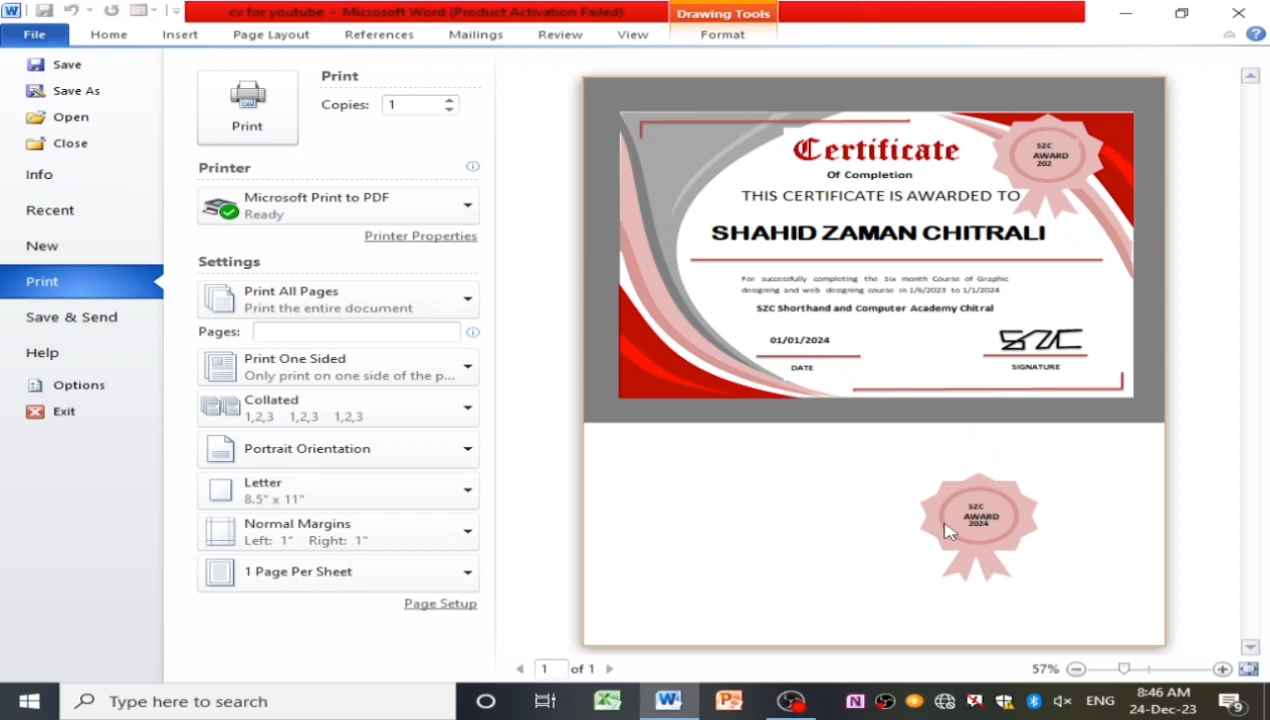 cv for youtube - Microsoft Word (Product Activation Failed)
Drawing Tools
File Home Insert Page Layout References Mailings Review View Format
Save
Save As
Open
Close
Info
Recent
New
Print
Save & Send
Help
Options
Exit
Print
Print
Copies: 1
Printer
Microsoft Print to PDF
Ready
Printer Properties
Settings
Print All Pages
Print the entire document
Pages:
Print One Sided
Only print on one side of the p...
Collated
1,2,3 1,2,3 1,2,3
Portrait Orientation
Letter
8.5" x 11"
Normal Margins
Left: 1" Right: 1"
1 Page Per Sheet
Page Setup
Certificate
Of Completion
THIS CERTIFICATE IS AWARDED TO
SZC
AWARD
202
SHAHID ZAMAN CHITRALI
For successfully completing the Six month Course of Graphic
designing and web designing course in 1/6/2023 to 1/1/2024
SZC Shorthand and Computer Academy Chitral
01/01/2024
DATE
SZC
SIGNATURE
SZC
AWARD
2024
1 of 1
57%
Type here to search
ENG
8:46 AM
24-Dec-23
9